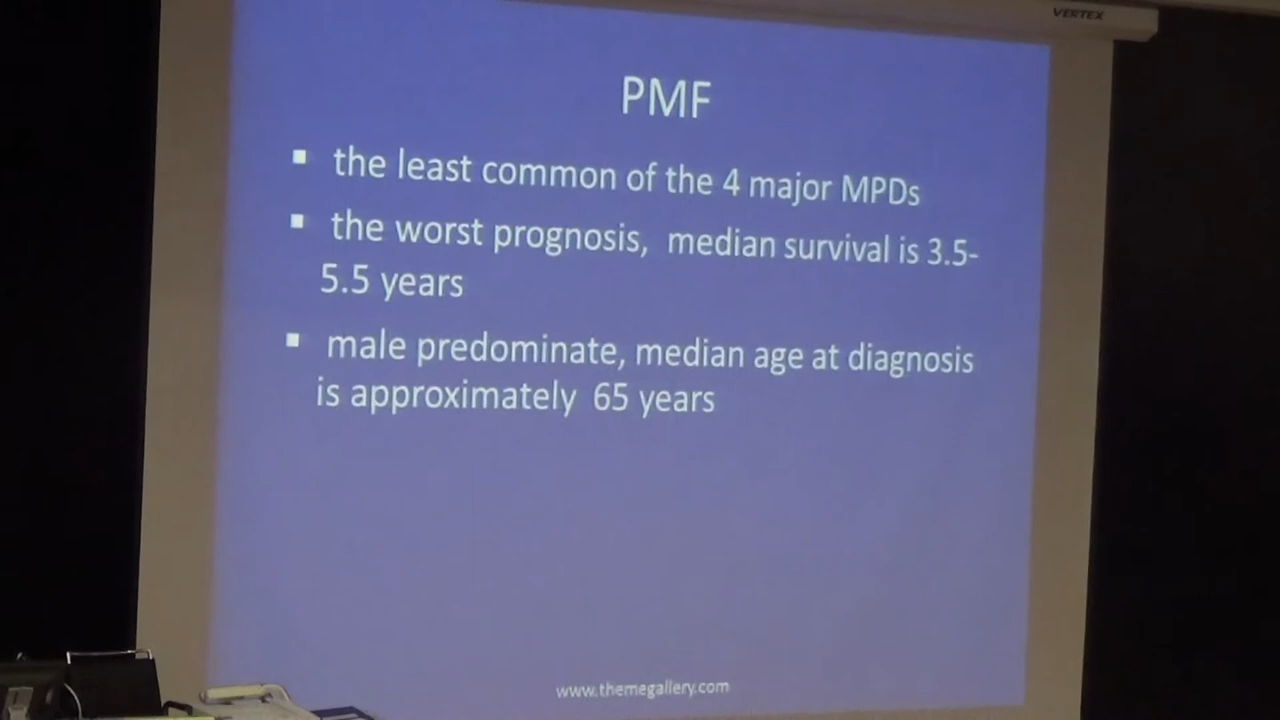 VERTEX
PMF
▪ the least common of the 4 major MPDs
▪ the worst prognosis, median survival is 3.5-
5.5 years
▪ male predominate, median age at diagnosis
is approximately 65 years
www.themegallery.com